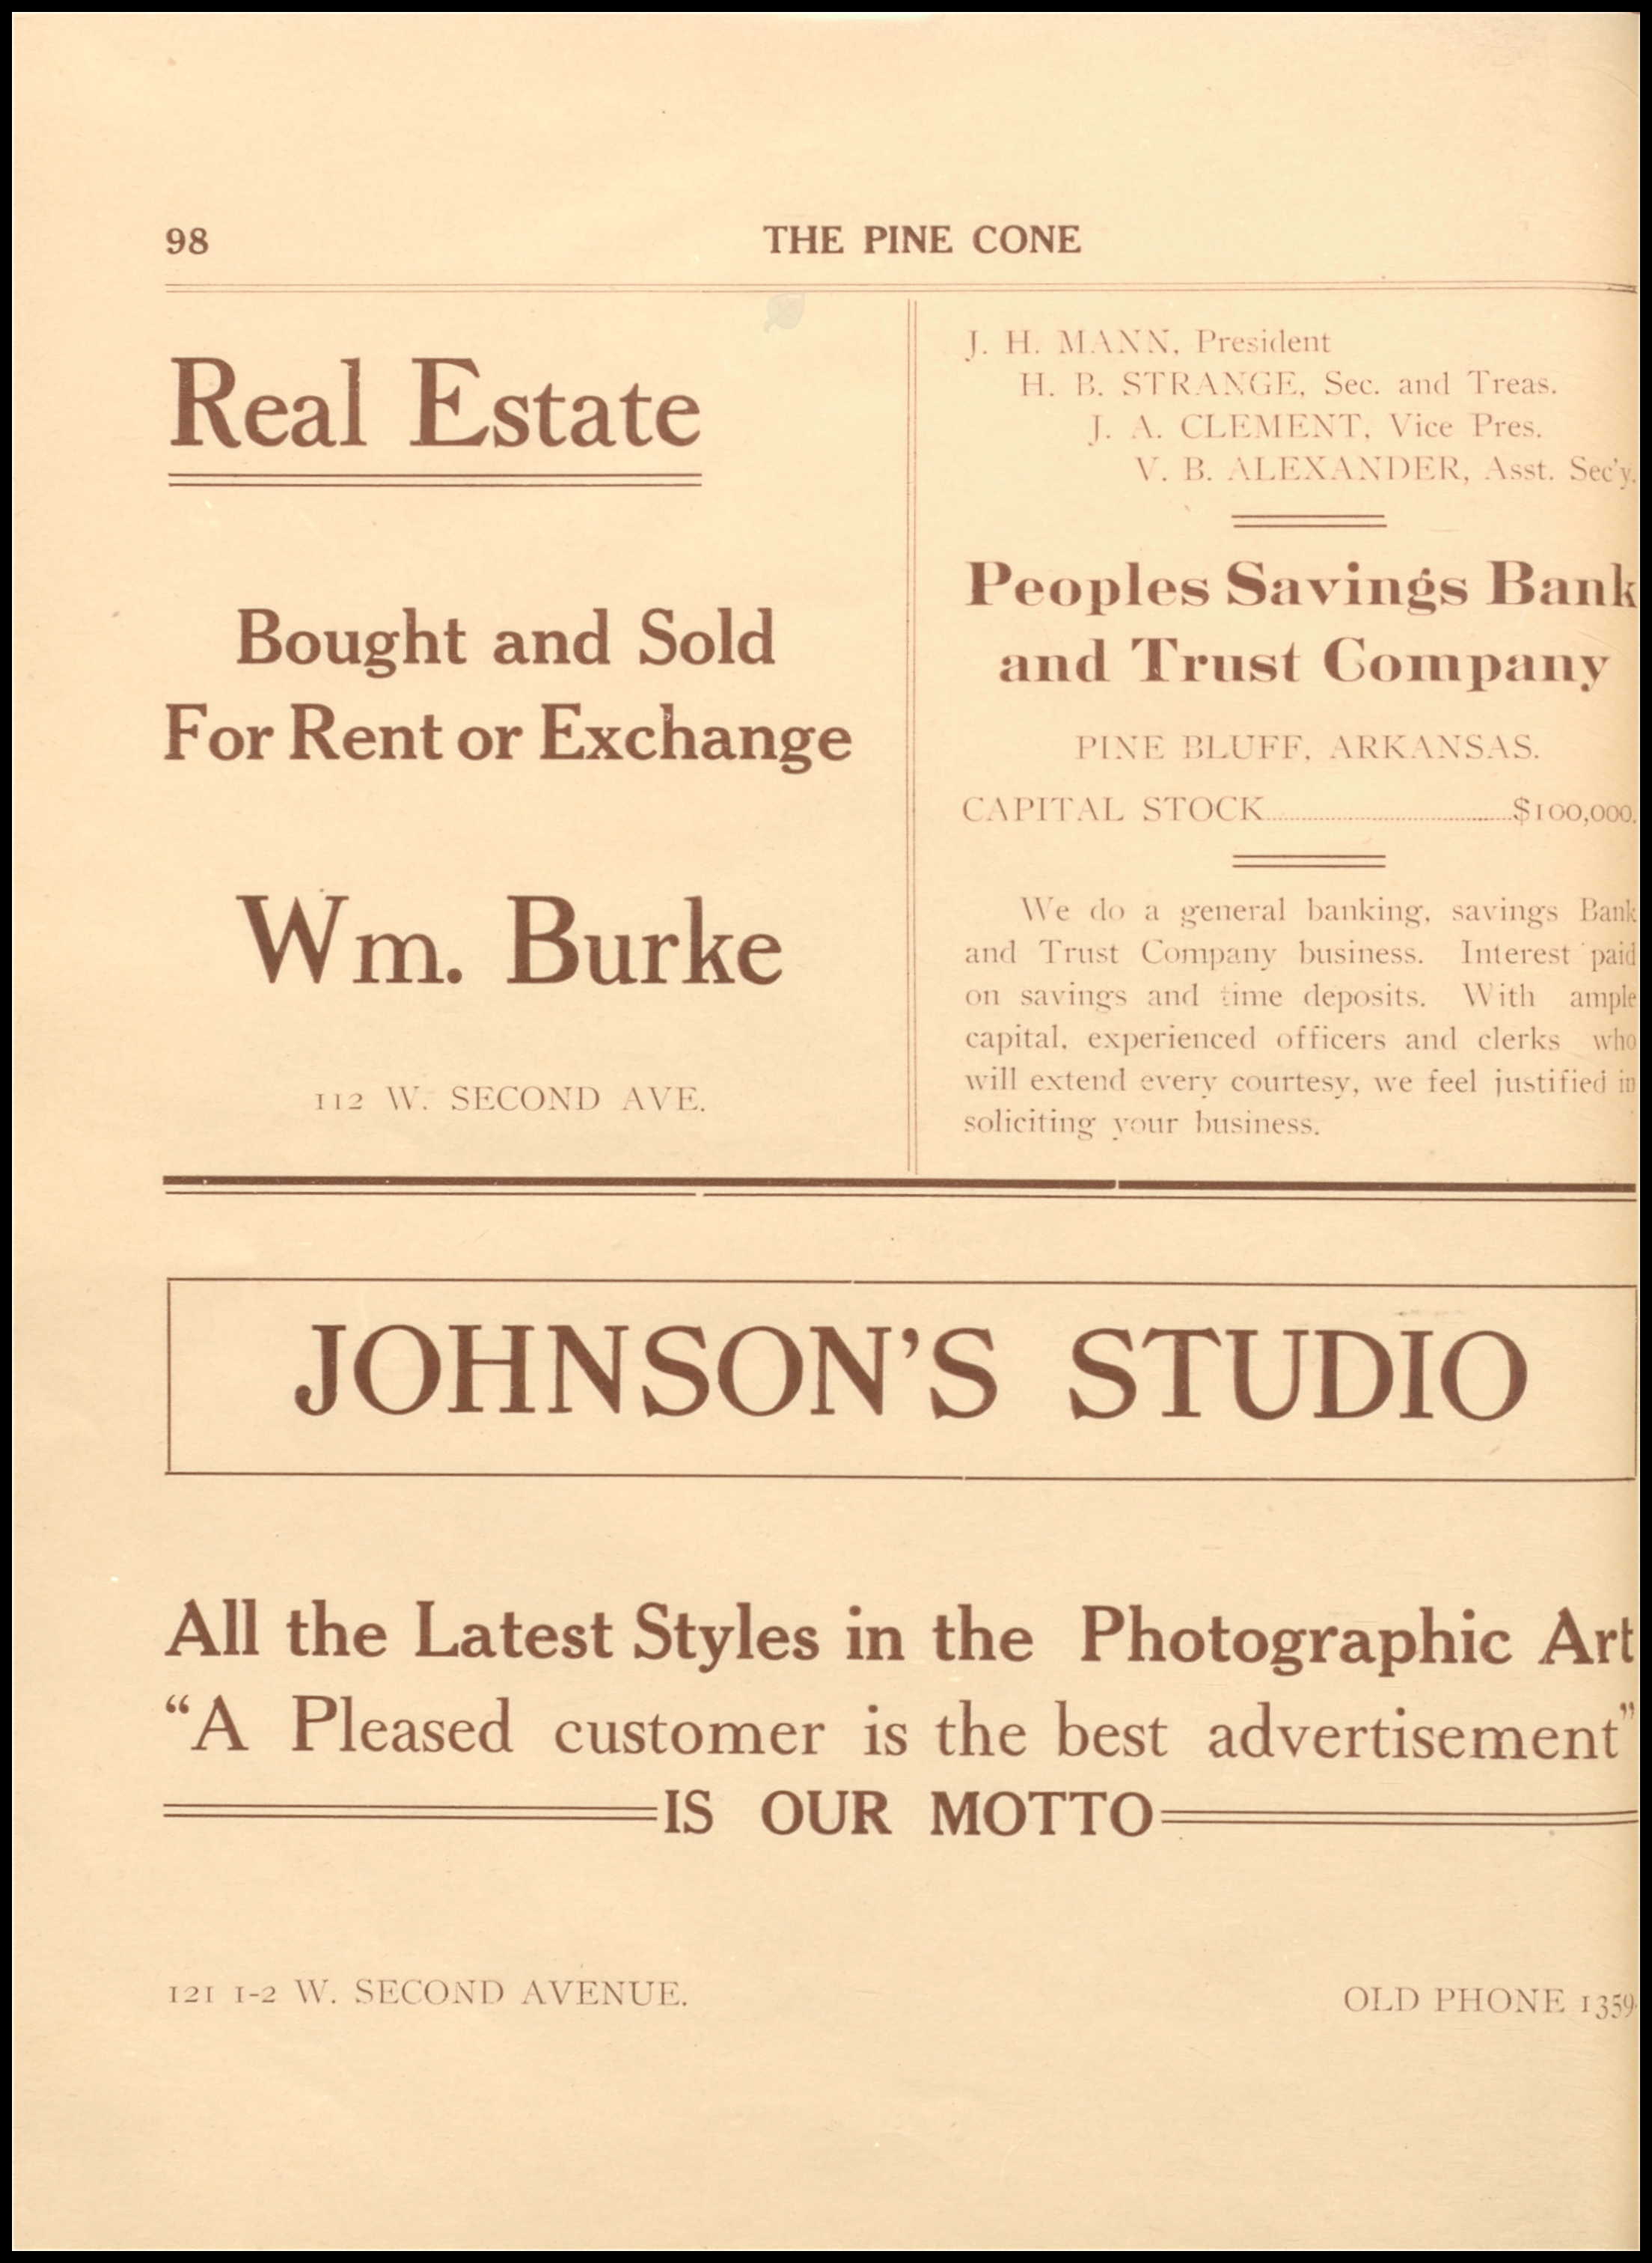 98
THE PINE CONE
Real Estate
Bought and Sold
For Rent or Exchange
Wm. Burke
112 W. SECOND AVE.
J. H. MANN, President
H. B. STRANGE, Sec. and Treas.
J. A. CLEMENT, Vice Pres.
V. B. ALEXANDER, Asst. Sec'y.
Peoples Savings Bank
and Trust Company
PINE BLUFF, ARKANSAS.
CAPITAL STOCK..........$100,000.
We do a general banking, savings Bank
and Trust Company business. Interest paid
on savings and time deposits. With ample
capital, experienced officers and clerks who
will extend every courtesy, we feel justified in
soliciting your business.
JOHNSON'S STUDIO
All the Latest Styles in the Photographic Art
“A Pleased customer is the best advertisement”
IS OUR MOTTO
121 1-2 W. SECOND AVENUE.
OLD PHONE 1359